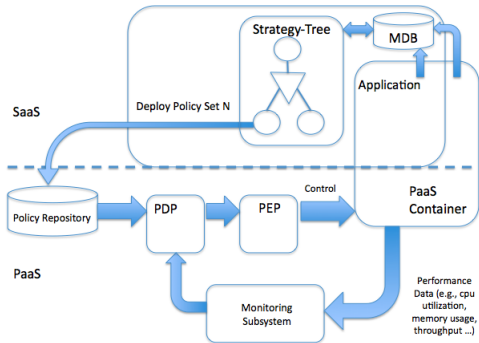 Strategy-Tree
MDB
Application
Deploy Policy Set N
SaaS
Policy Repository
PDP
PEP
Control
PaaS
Container
PaaS
Monitoring
Subsystem
Performance
Data (e.g., cpu
utilization,
memory usage,
throughput ...)